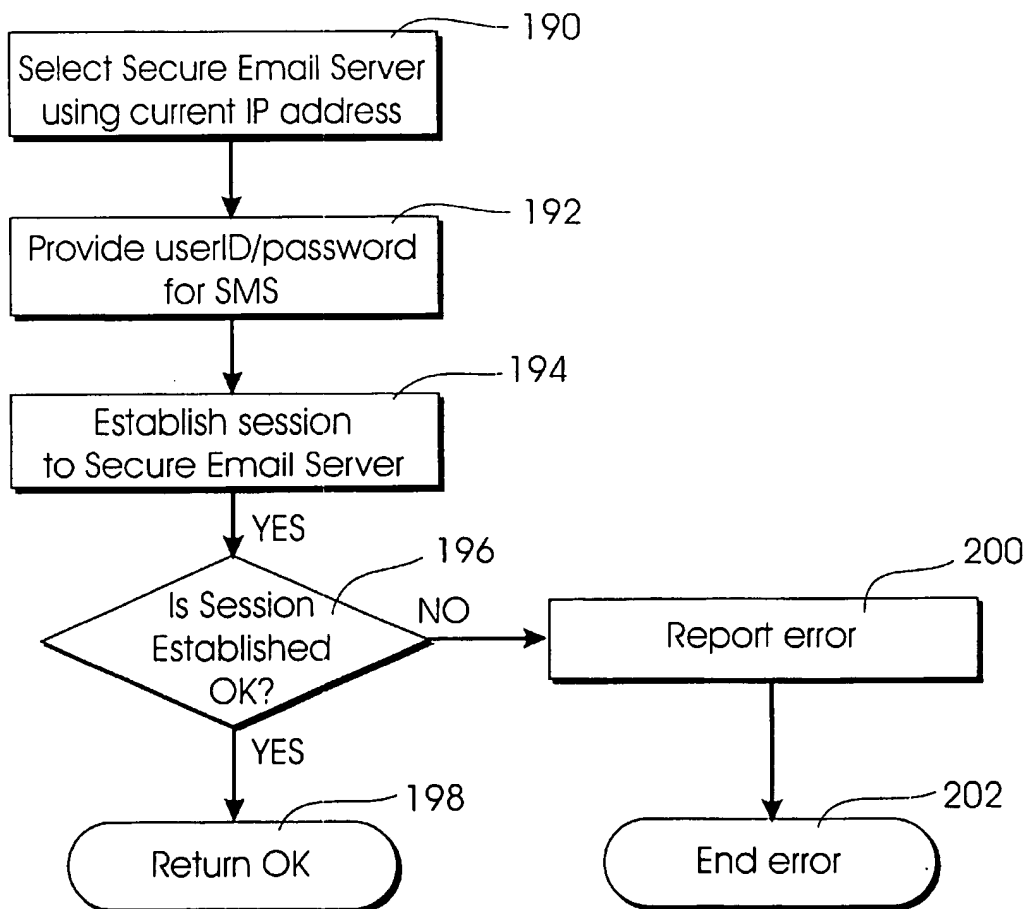 190
Select Secure Email Server
using current IP address
192
Provide userID/password
for SMS
194
Establish session
to Secure Email Server
YES
196
Is Session
Established
OK?
NO
200
Report error
YES
198
Return OK
202
End error